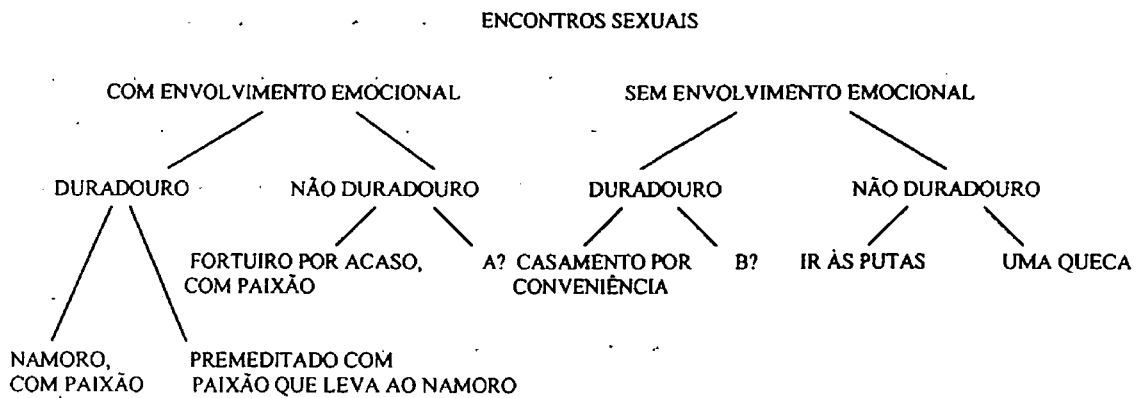 ENCONTROS SEXUAIS
COM ENVOLVIMENTO EMOCIONAL
SEM ENVOLVIMENTO EMOCIONAL
DURADOURO
NÃO DURADOURO
DURADOURO
NÃO DURADOURO
FORTUIRO POR ACASO,
COM PAIXÃO
A?
CASAMENTO POR
CONVENIÊNCIA
B?
IR ÀS PUTAS
UMA QUECA
NAMORO,
COM PAIXÃO
PREMEDITADO COM
PAIXÃO QUE LEVA AO NAMORO